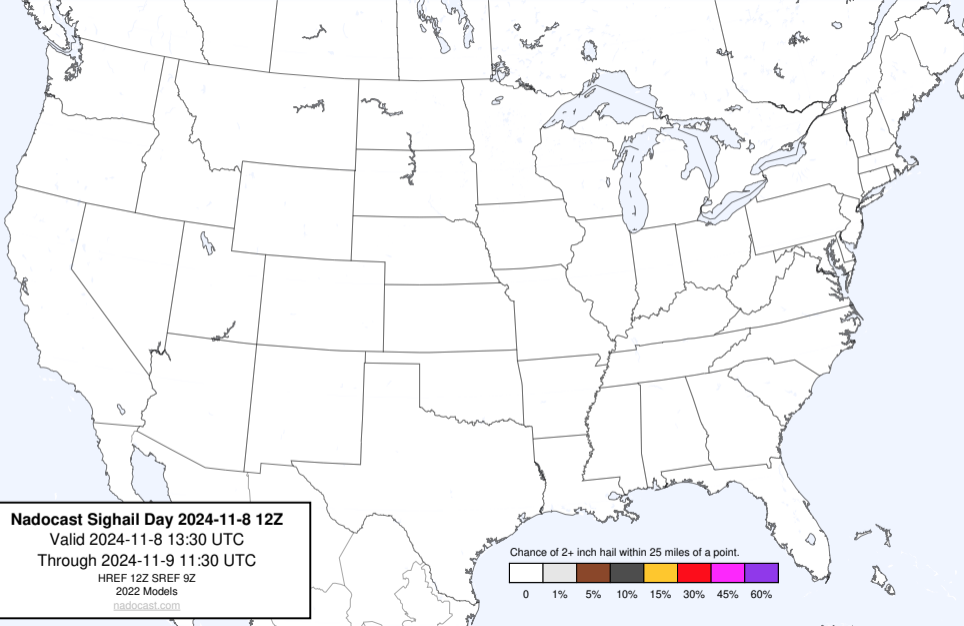 Nadocast Sighail Day 2024-11-8 12Z
Valid 2024-11-8 13:30 UTC
Through 2024-11-9 11:30 UTC
HREF 12Z SREF 9Z
2022 Models
nadocast.com
Chance of 2+ inch hail within 25 miles of a point.
0 1% 5% 10% 15% 30% 45% 60%